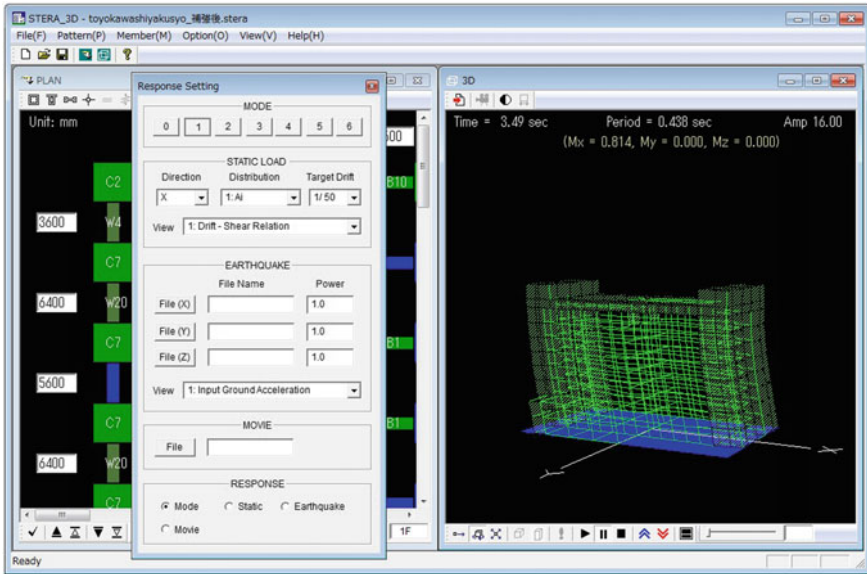 STERA_3D - toyokawashiyakusyo_補強後.stera
File(F) Pattern(P) Member(M) Option(O) View(V) Help(H)
PLAN
Unit: mm
C2
3600
W4
C7
6400
W20
C7
5600
C7
6400
W20
C7
B10
B1
B1
1F
Response Setting
MODE
0 1 2 3 4 5 6
STATIC LOAD
Direction Distribution Target Drift
X 1: Ai 1/ 50
View 1: Drift - Shear Relation
EARTHQUAKE
File Name Power
File (X) 1.0
File (Y) 1.0
File (Z) 1.0
View 1: Input Ground Acceleration
MOVIE
File
RESPONSE
Mode Static Earthquake
Movie
3D
Time = 3.49 sec Period = 0.438 sec Amp 16.00
(Mx = 0.814, My = 0.000, Mz = 0.000)
Y X
Ready